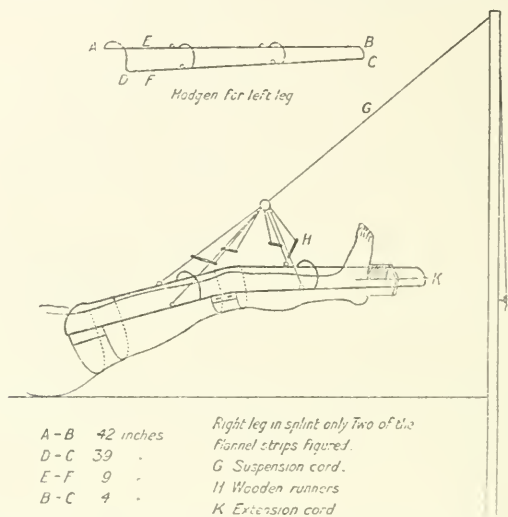 A E B
D F C
Hodgen for left leg
G
H
K
A-B 42 inches
D-C 39 "
E-F 9 "
B-C 4 "
Right leg in splint only Two of the
flannel strips figured.
G Suspension cord.
H Wooden runners
K Extension cord